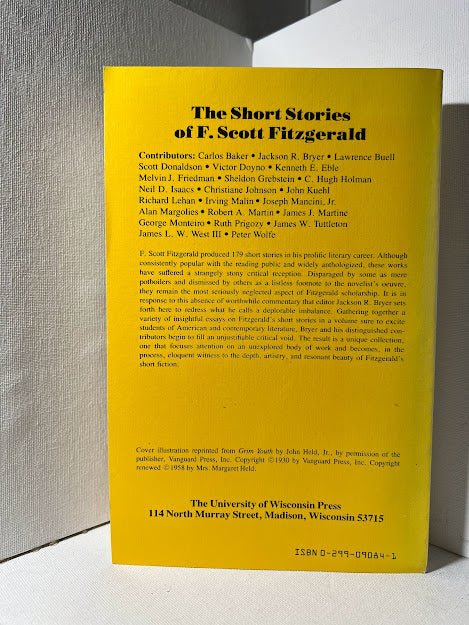 The Short Stories
of F. Scott Fitzgerald
Contributors: Carlos Baker • Jackson R. Bryer • Lawrence Buell
Scott Donaldson • Victor Doyno • Kenneth E. Eble
Melvin J. Friedman • Sheldon Grebstein • C. Hugh Holman
Neil D. Isaacs • Christiane Johnson • John Kuehl
Richard Lehan • Irving Malin • Joseph Mancini, Jr.
Alan Margolies • Robert A. Martin • James J. Martine
George Monteiro • Ruth Prigozy • James W. Tuttleton
James L. W. West III • Peter Wolfe
F. Scott Fitzgerald produced 179 short stories in his prolific literary career. Although
consistently popular with the reading public and widely anthologized, these works
have suffered a strangely stony critical reception. Disparaged by some as mere
potboilers and dismissed by others as a listless footnote to the novelist's oeuvre,
they remain the most seriously neglected aspect of Fitzgerald scholarship. It is in
response to this absence of worthwhile commentary that editor Jackson R. Bryer sets
forth here to redress what he calls a deplorable imbalance. Gathering together a
variety of insightful essays on Fitzgerald's short stories in a volume sure to excite
students of American and contemporary literature, Bryer and his distinguished con-
tributors begin to fill an unjustifiable critical void. The result is a unique collection,
one that focuses attention on an unexplored body of work and becomes, in the
process, eloquent witness to the depth, artistry, and resonant beauty of Fitzgerald's
short fiction.
Cover illustration reprinted from Grim Youth by John Held, Jr., by permission of the
publisher, Vanguard Press, Inc. Copyright ©1930 by Vanguard Press, Inc. Copyright
renewed ©1958 by Mrs. Margaret Held.
The University of Wisconsin Press
114 North Murray Street, Madison, Wisconsin 53715
ISBN 0-299-09084-1